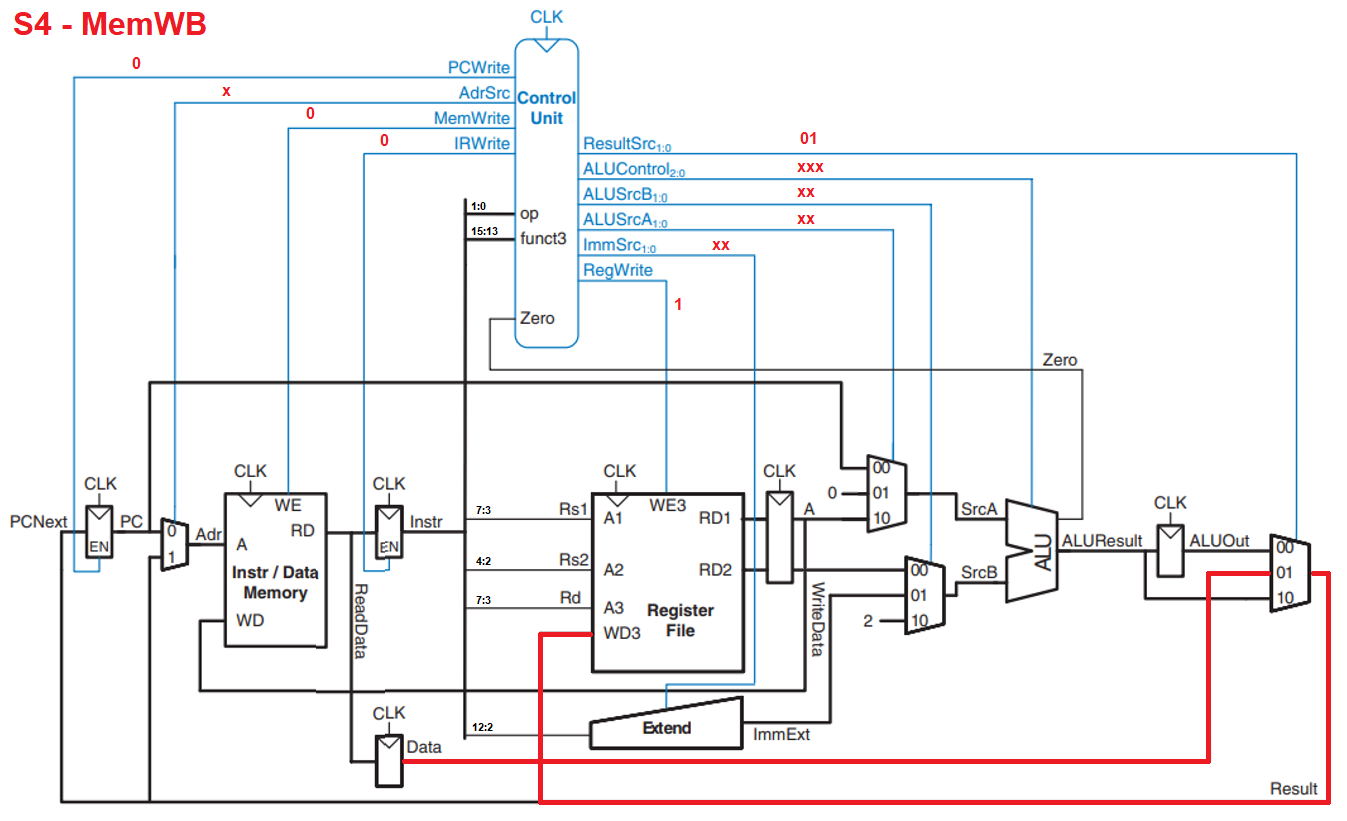 S4 - MemWB
CLK
0
PCWrite
x
AdrSrc
Control
Unit
0
MemWrite
0
IRWrite
ResultSrc1:0
01
ALUControl2:0
xxx
ALUSrcB1:0
xx
1:0
op
ALUSrcA1:0
xx
15:13
funct3
ImmSrc1:0
xx
RegWrite
1
Zero
Zero
CLK
CLK
CLK
CLK
CLK
CLK
PCNext
PC
EN
0
1
Adr
WE
RD
A
Instr / Data
Memory
WD
EN
Instr
ReadData
7:3
Rs1
A1
WE3
RD1
4:2
Rs2
A2
RD2
7:3
Rd
A3
Register
File
WD3
A
WriteData
00
0
01
10
SrcA
00
01
2
10
SrcB
ALU
ALUResult
ALUOut
00
01
10
CLK
Data
12:2
Extend
ImmExt
Result